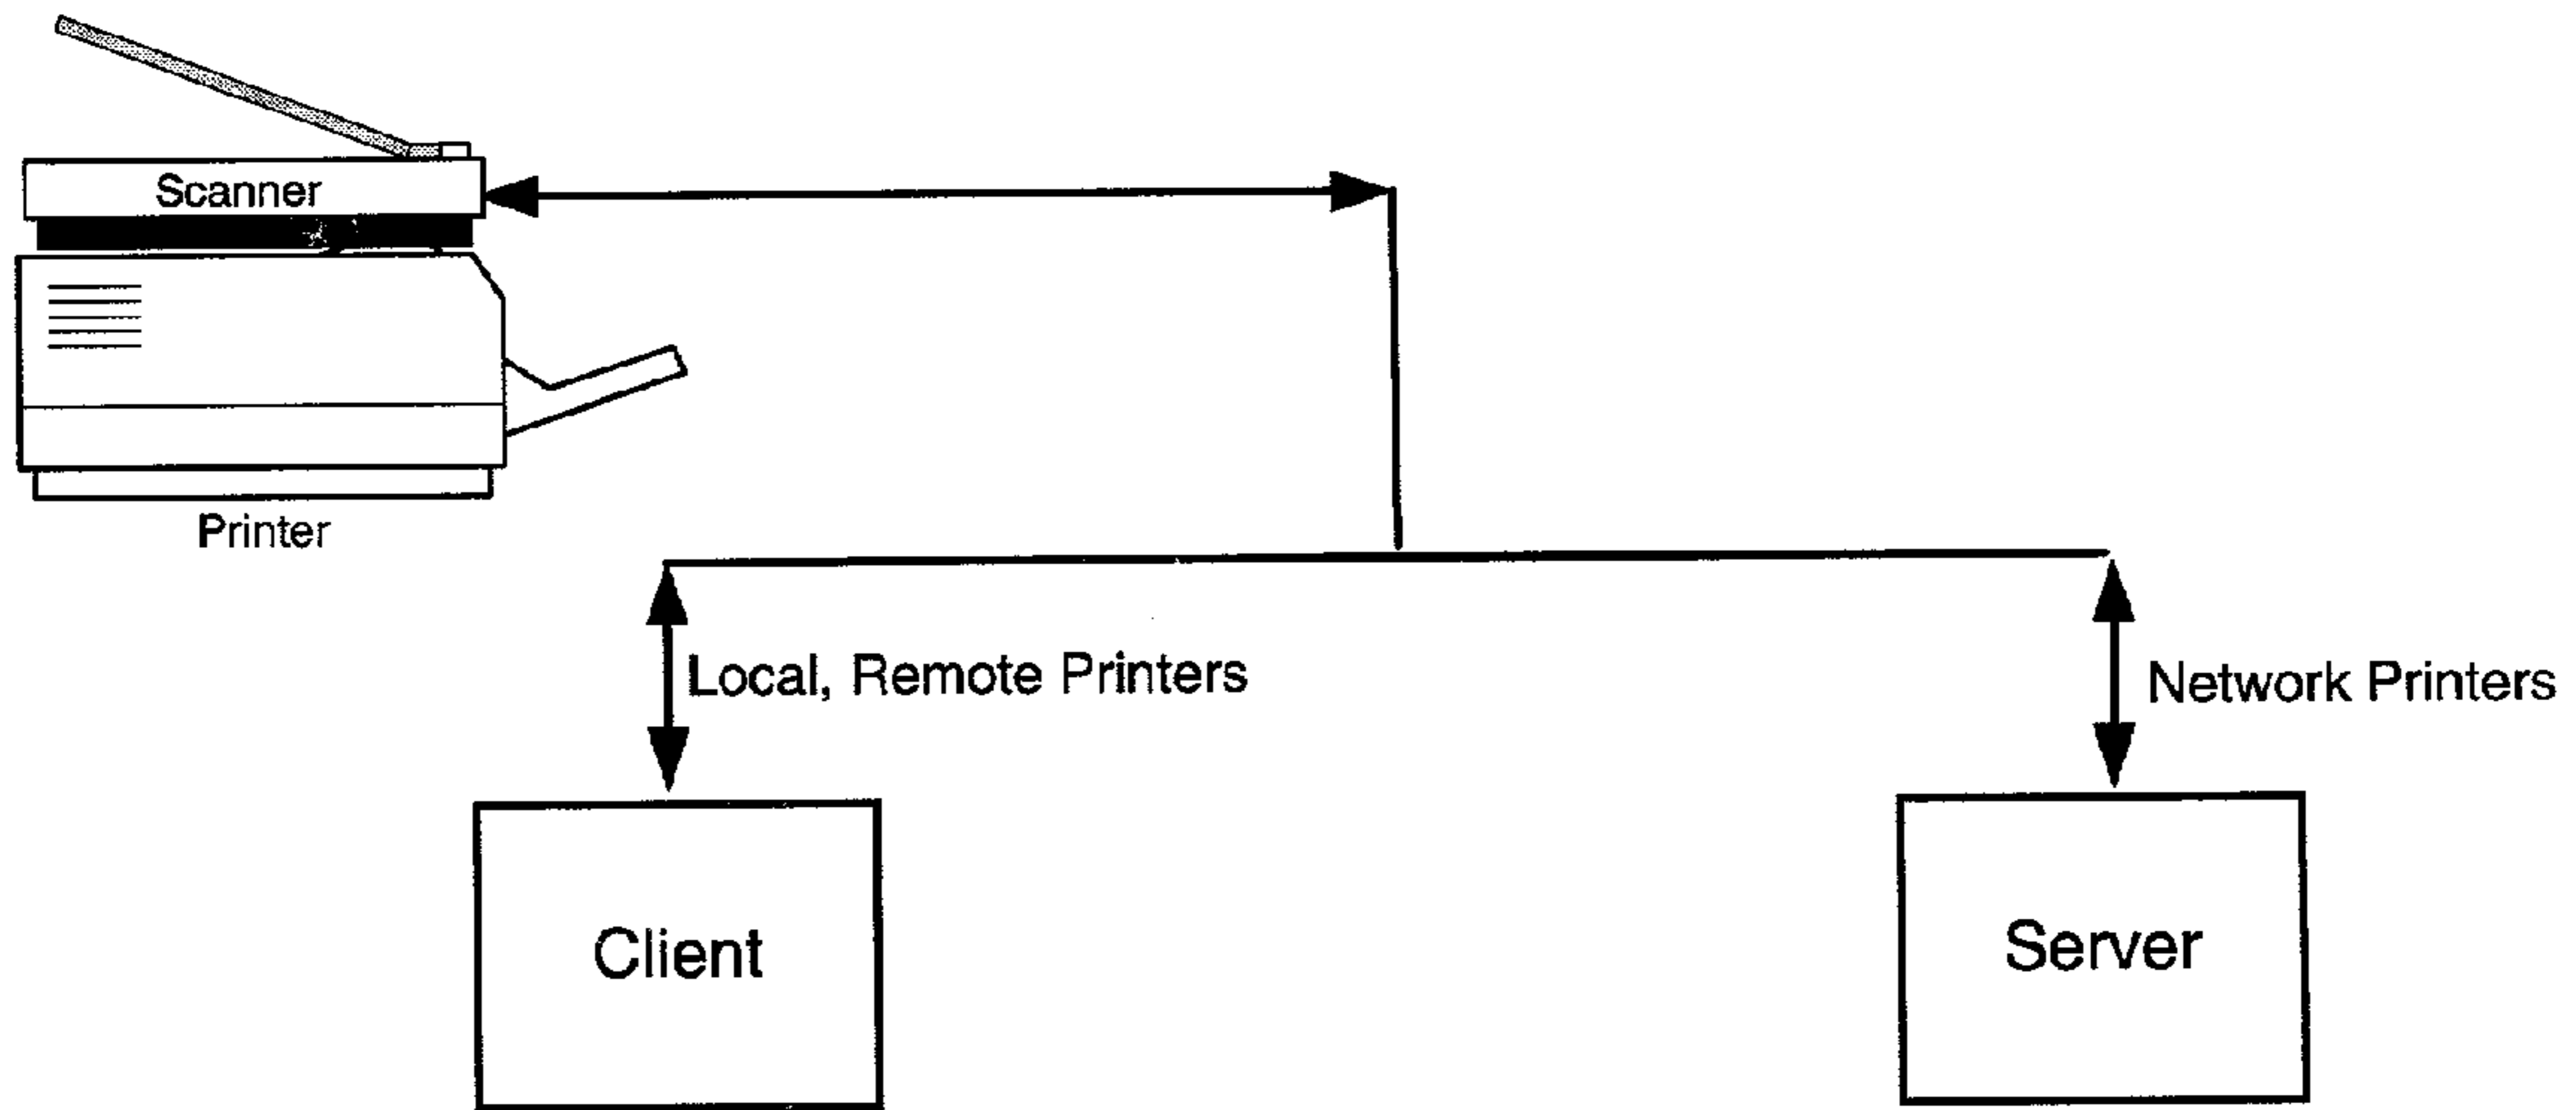 Scanner
Printer
Local, Remote Printers
Network Printers
Client
Server